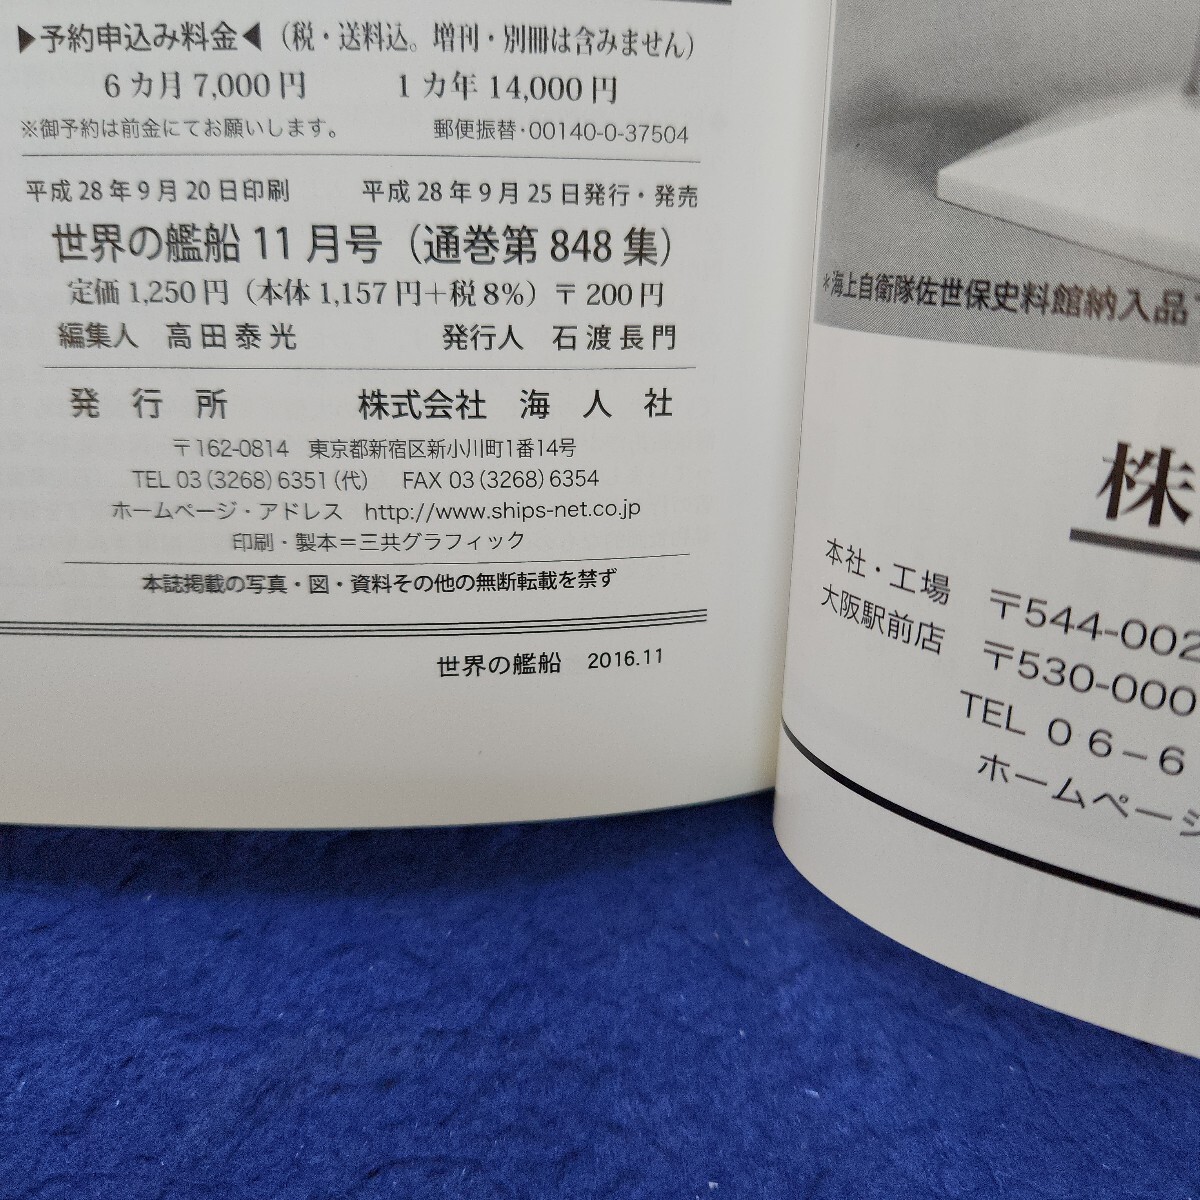 ▶予約申込み料金◀（税・送料込。増刊・別冊は含みません）
6カ月 7,000円　1カ年 14,000円
※御予約は前金にてお願いします。　郵便振替・00140-0-37504
平成28年9月20日印刷　平成28年9月25日発行・発売
世界の艦船 11月号（通巻第848集）
定価1,250円（本体1,157円＋税8%）〒200円
編集人　高田泰光　発行人　石渡長門
発行所　株式会社 海人社
〒162-0814　東京都新宿区新小川町1番14号
TEL 03(3268)6351(代)　FAX 03(3268)6354
ホームページ・アドレス　http://www.ships-net.co.jp
印刷・製本＝三共グラフィック
本誌掲載の写真・図・資料その他の無断転載を禁ず
世界の艦船　2016.11
＊海上自衛隊佐世保史料館納入品
株
本社・工場　〒544-002
大阪駅前店　〒530-000
TEL 06-6
ホームページ